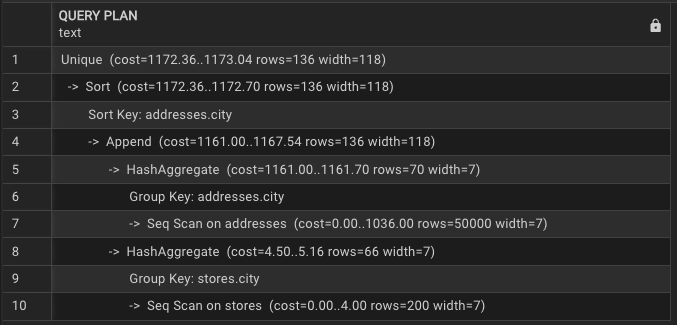 QUERY PLAN
text
1 Unique (cost=1172.36..1173.04 rows=136 width=118)
2 -> Sort (cost=1172.36..1172.70 rows=136 width=118)
3 Sort Key: addresses.city
4 -> Append (cost=1161.00..1167.54 rows=136 width=118)
5 -> HashAggregate (cost=1161.00..1161.70 rows=70 width=7)
6 Group Key: addresses.city
7 -> Seq Scan on addresses (cost=0.00..1036.00 rows=50000 width=7)
8 -> HashAggregate (cost=4.50..5.16 rows=66 width=7)
9 Group Key: stores.city
10 -> Seq Scan on stores (cost=0.00..4.00 rows=200 width=7)